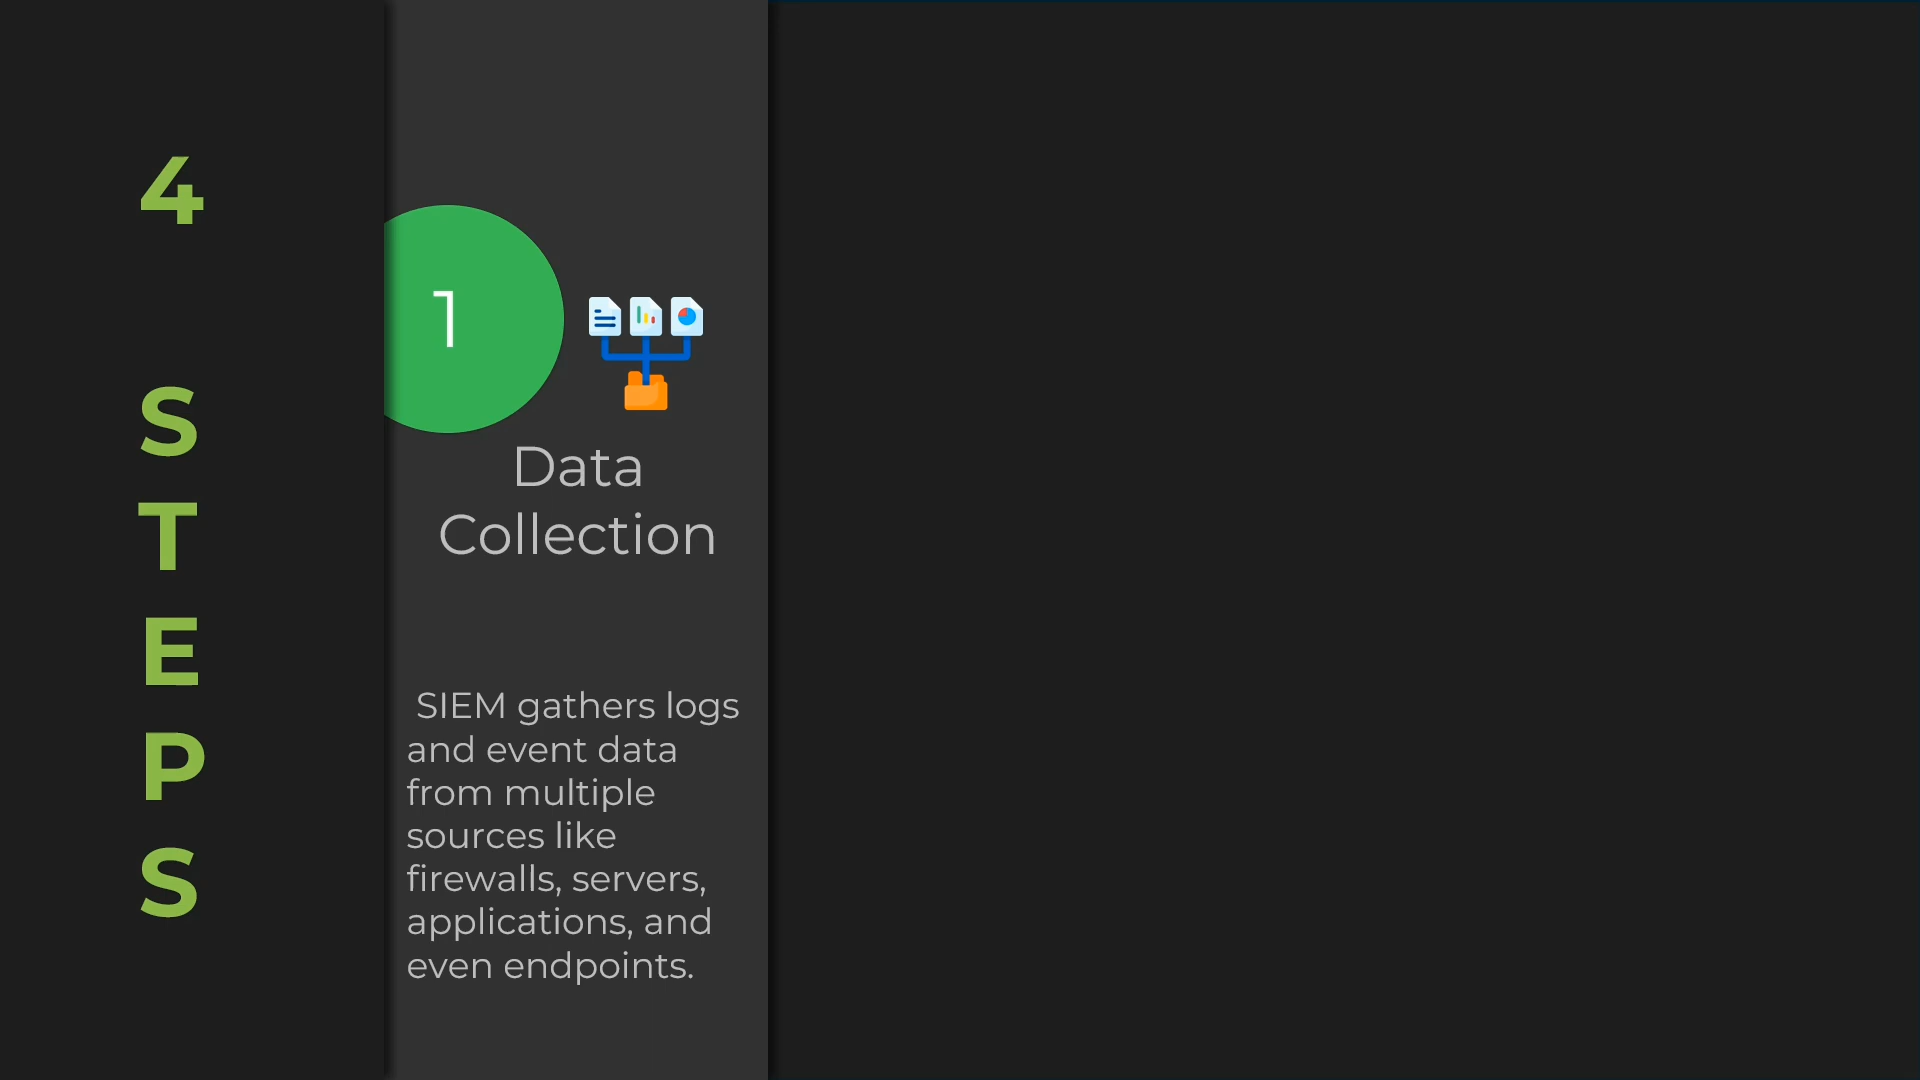 4
S
T
E
P
S
1
Data
Collection
SIEM gathers logs
and event data
from multiple
sources like
firewalls, servers,
applications, and
even endpoints.